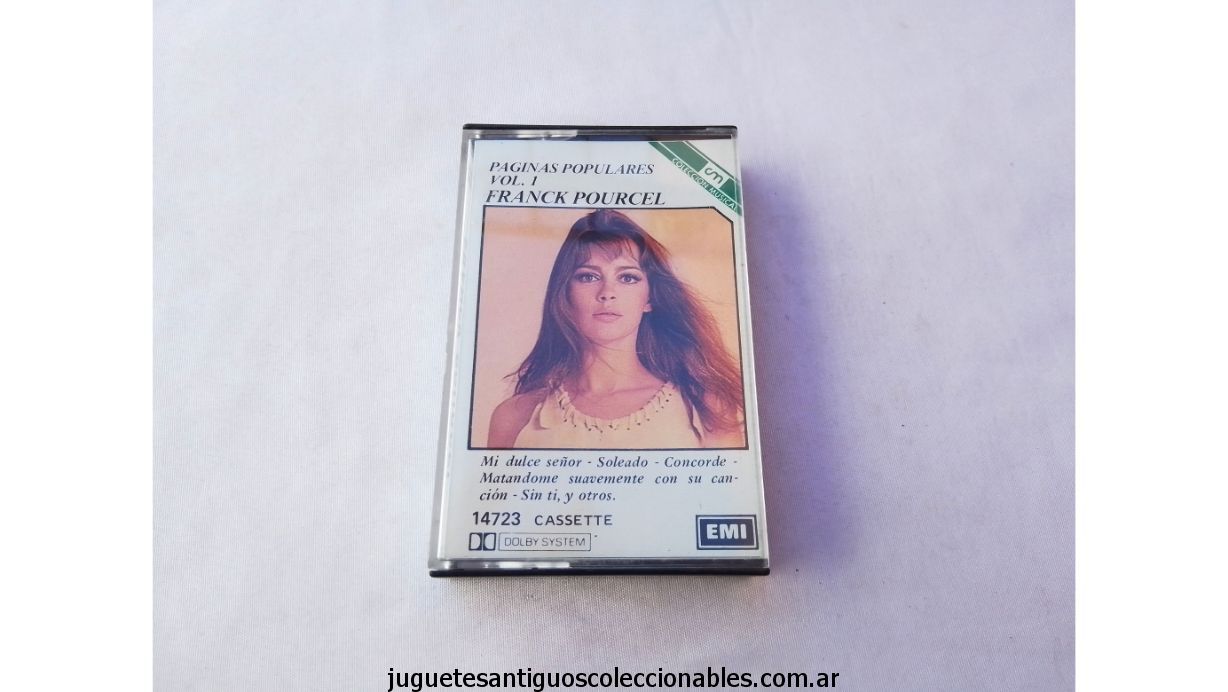 PAGINAS POPULARES
VOL. 1
FRANCK POURCEL
cm
COLECCION MUSICAL
Mi dulce señor - Soleado - Concorde -
Matandome suavemente con su can-
ción - Sin ti, y otros.
14723 CASSETTE
DOLBY SYSTEM
EMI
juguetesantiguoscoleccionables.com.ar